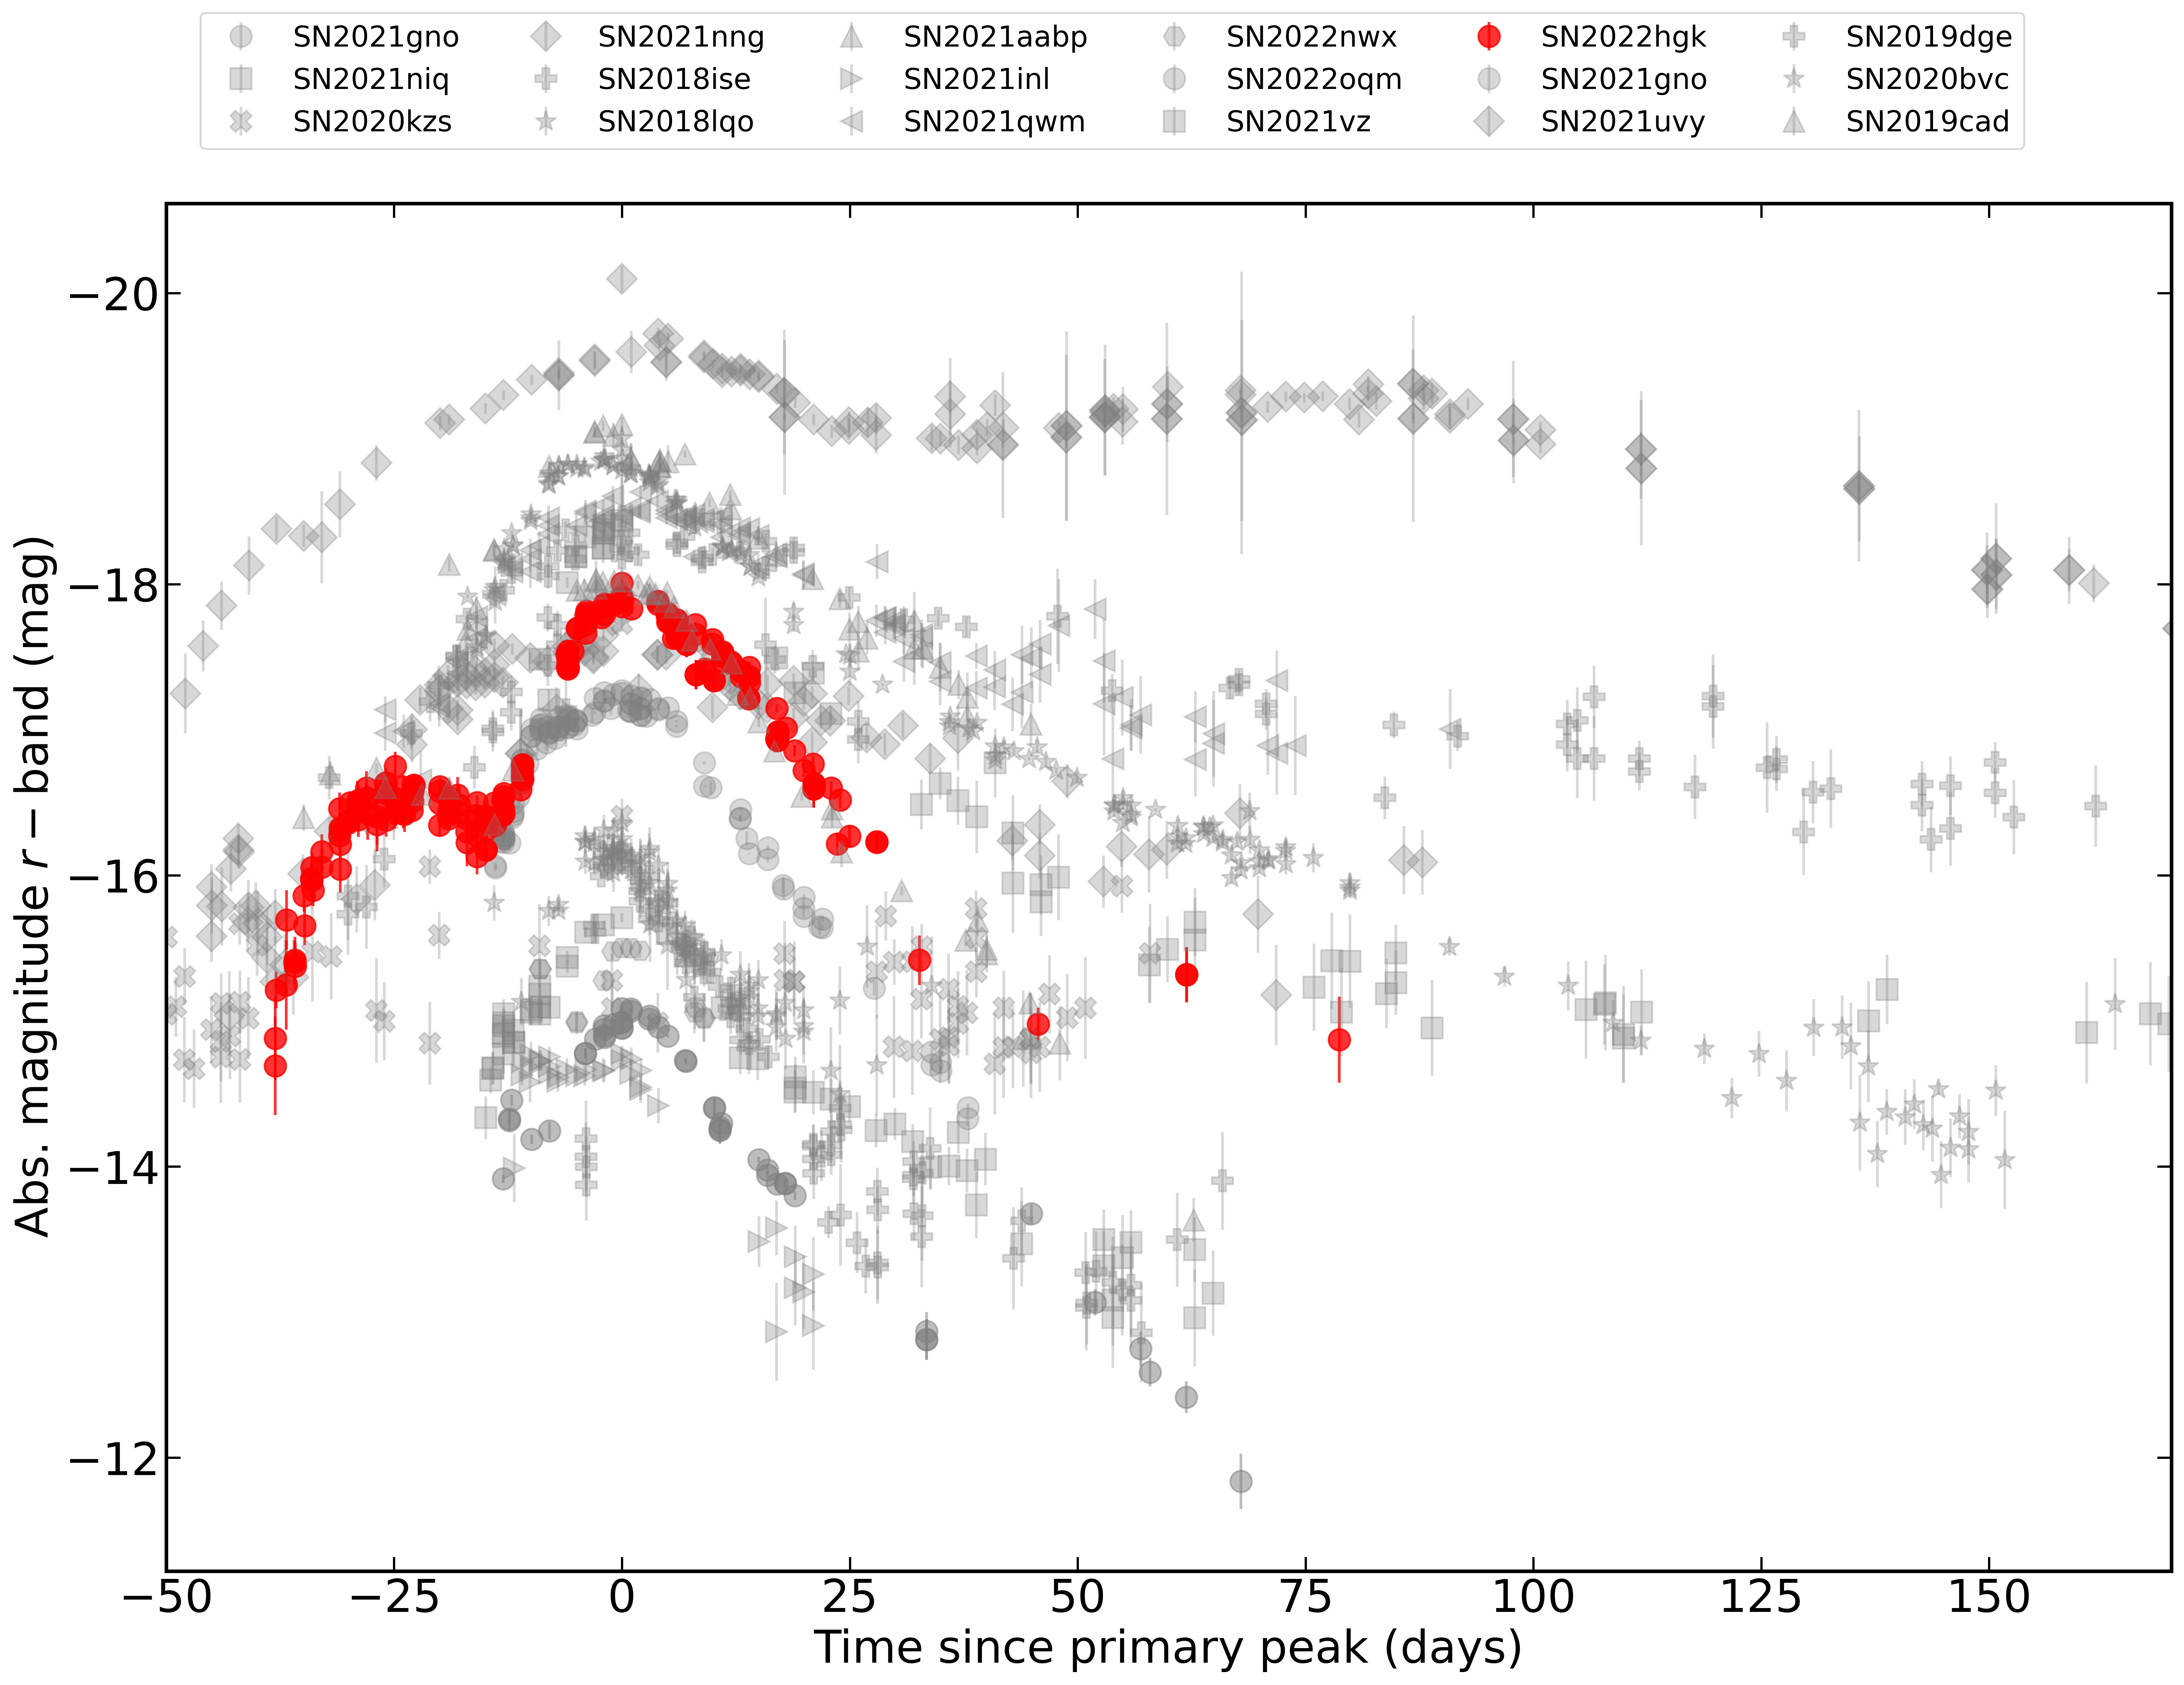 SN2021gno SN2021nng SN2021aabp SN2022nwx SN2022hgk SN2019dge
SN2021niq SN2018ise SN2021inl SN2022oqm SN2021gno SN2020bvc
SN2020kzs SN2018lqo SN2021qwm SN2021vz SN2021uvy SN2019cad
−20
−18
−16
−14
−12
Abs. magnitude r − band (mag)
−50 −25 0 25 50 75 100 125 150
Time since primary peak (days)